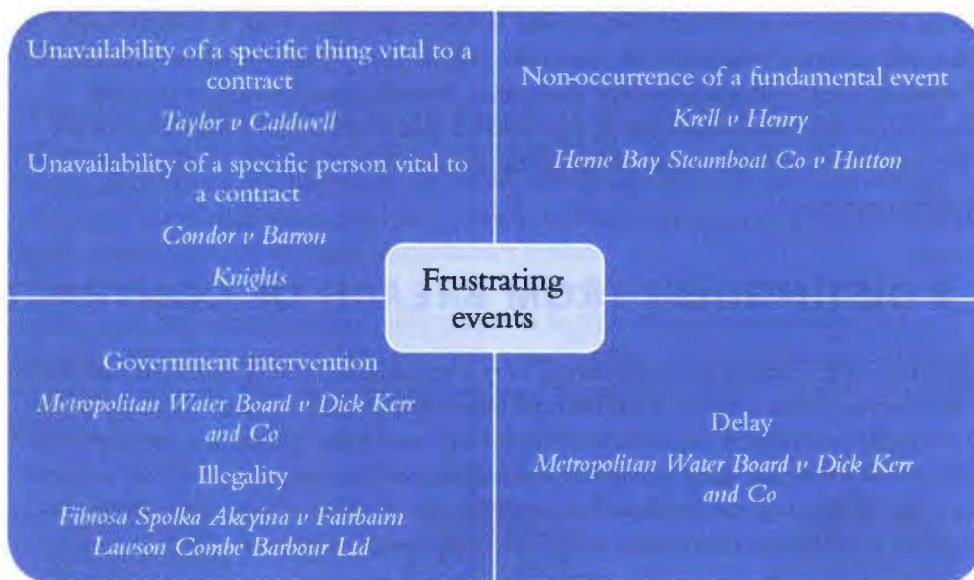 Unavailability of a specific thing vital to a
contract
Taylor v Caldwell
Unavailability of a specific person vital to
a contract
Condor v Barron
Knights
Non-occurrence of a fundamental event
Krell v Henry
Herne Bay Steamboat Co v Hutton
Frustrating
events
Government intervention
Metropolitan Water Board v Dick Kerr
and Co
Illegality
Fibrosa Spolka Akcyina v Fairbairn
Lawson Combe Barbour Ltd
Delay
Metropolitan Water Board v Dick Kerr
and Co